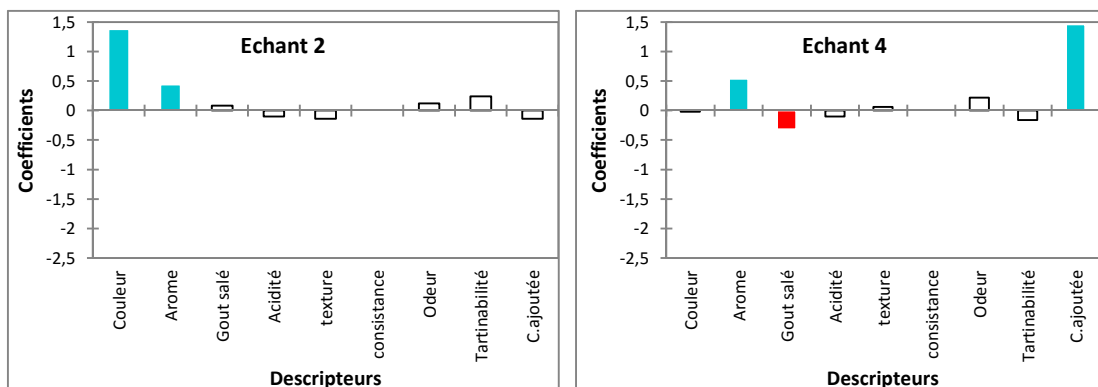 Echant 2
Coefficients
1,5
1
0,5
0
-0,5
-1
-1,5
-2
-2,5
Couleur
Arome
Gout salé
Acidité
texture
consistance
Odeur
Tartinabilité
C.ajoutée
Descripteurs
Echant 4
Coefficients
1,5
1
0,5
0
-0,5
-1
-1,5
-2
-2,5
Couleur
Arome
Gout salé
Acidité
texture
consistance
Odeur
Tartinabilité
C.ajoutée
Descripteurs